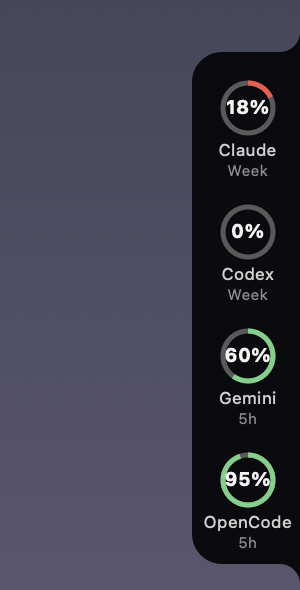 18%
Claude
Week
0%
Codex
Week
60%
Gemini
5h
95%
OpenCode
5h